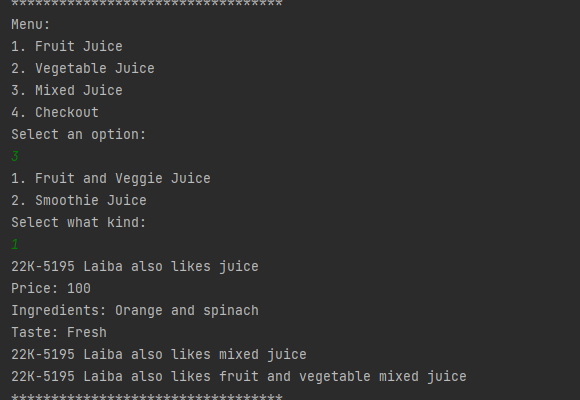 **********************************
Menu:
1. Fruit Juice
2. Vegetable Juice
3. Mixed Juice
4. Checkout
Select an option:
3
1. Fruit and Veggie Juice
2. Smoothie Juice
Select what kind:
1
22K-5195 Laiba also likes juice
Price: 100
Ingredients: Orange and spinach
Taste: Fresh
22K-5195 Laiba also likes mixed juice
22K-5195 Laiba also likes fruit and vegetable mixed juice
**********************************